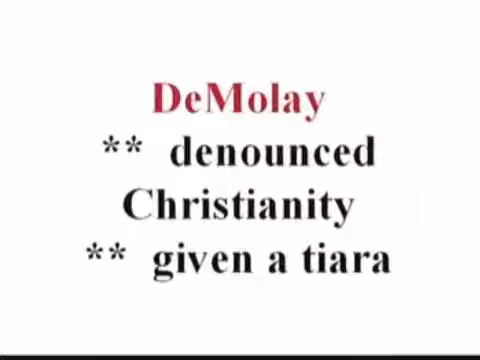 DeMolay
** denounced
Christianity
** given a tiara